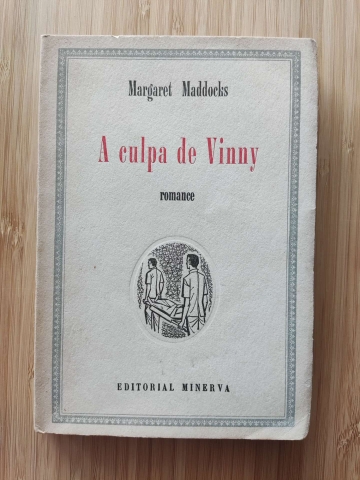 Margaret Maddocks
A culpa de Vinny
romance
EDITORIAL MINERVA